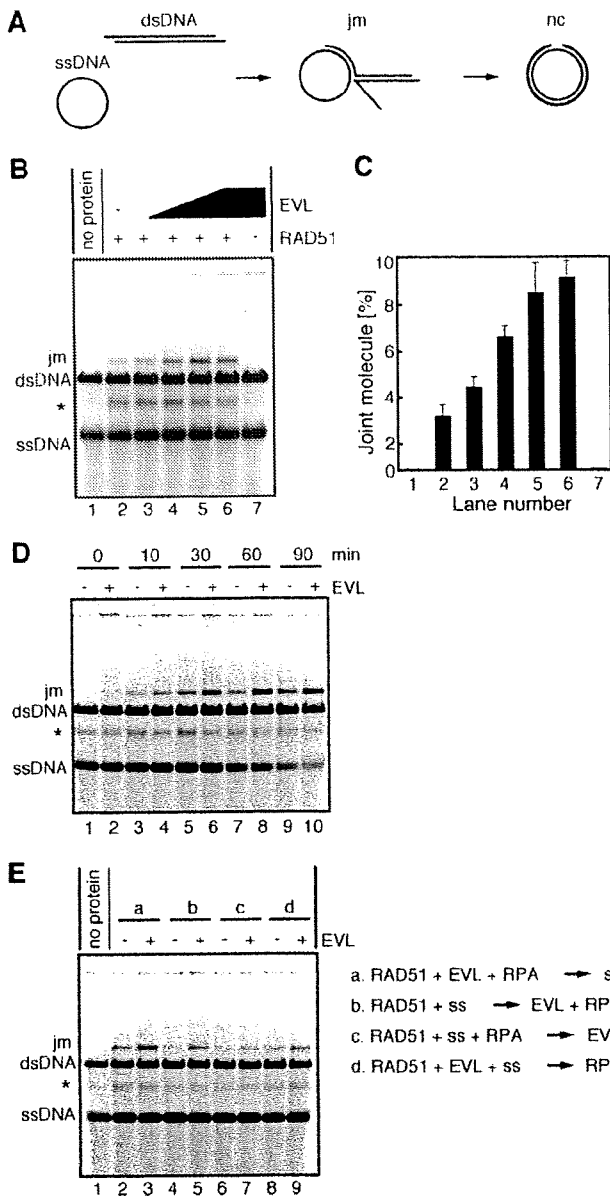 A
dsDNA
jm
nc
ssDNA
B
no protein
- EVL
+ + + + + - RAD51
jm
dsDNA
*
ssDNA
1 2 3 4 5 6 7
C
Joint molecule [%]
8
6
4
2
0
1 2 3 4 5 6 7
Lane number
D
0 10 30 60 90 min
- + - + - + - + - + EVL
jm
dsDNA
*
ssDNA
1 2 3 4 5 6 7 8 9 10
E
no protein
a b c d
- + - + - + - + EVL
jm
dsDNA
*
ssDNA
1 2 3 4 5 6 7 8 9
a. RAD51 + EVL + RPA → s
b. RAD51 + ss → EVL + RP
c. RAD51 + ss + RPA → EV
d. RAD51 + EVL + ss → RP